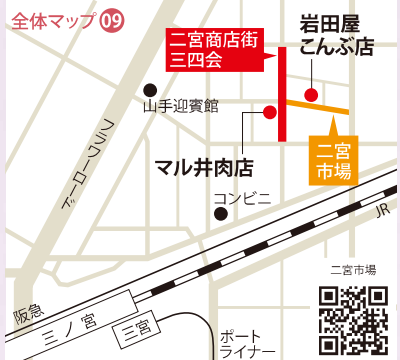 全体マップ 09
二宮商店街
三四会
岩田屋
こんぶ店
山手迎賓館
フラワーロード
マル井肉店
二宮
市場
コンビニ
JR
二宮市場
阪急
三ノ宮
三宮
ポート
ライナー